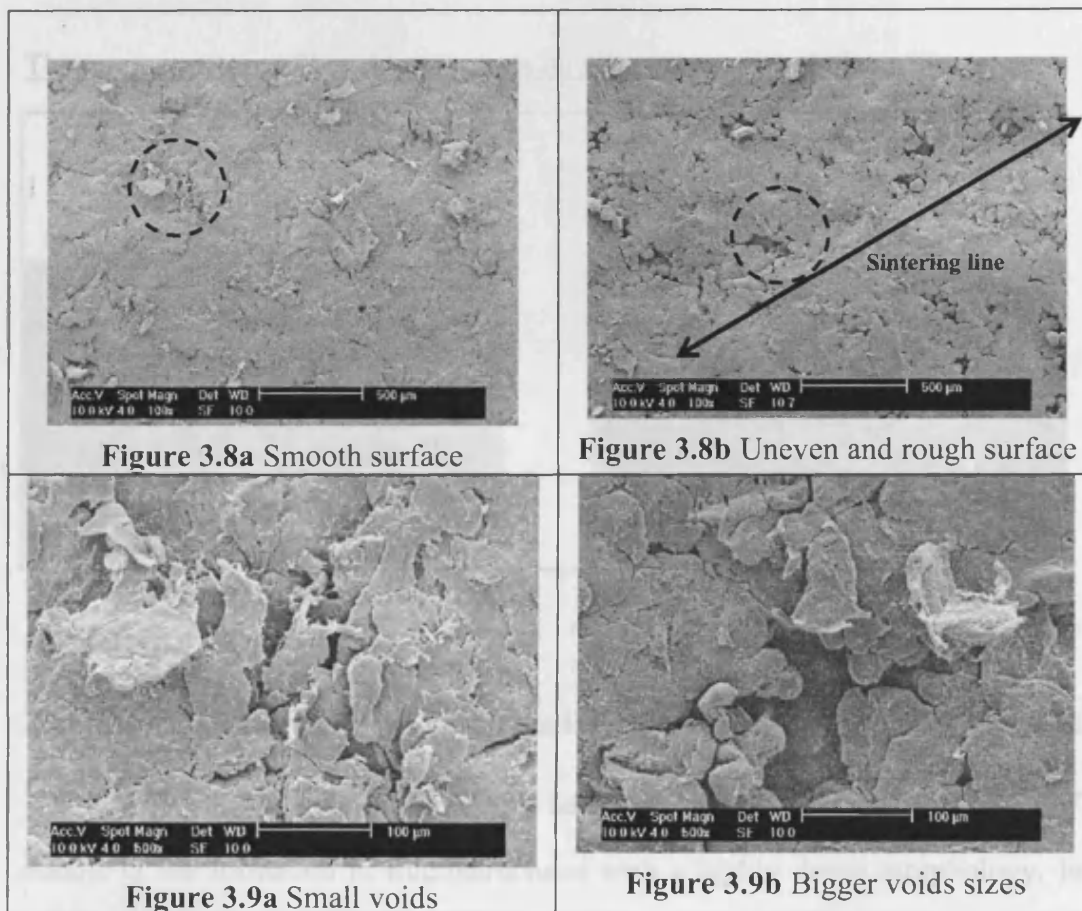 Sintering line
Acc.V Spot Magn Det WD 500 µm
10.0 kV 4.0 100x SE 10.0
Acc.V Spot Magn Det WD 500 µm
10.0 kV 4.0 100x SE 10.7
Figure 3.8a Smooth surface
Figure 3.8b Uneven and rough surface
Acc.V Spot Magn Det WD 100 µm
10.0 kV 4.0 500x SE 10.0
Acc.V Spot Magn Det WD 100 µm
10.0 kV 4.0 500x SE 10.0
Figure 3.9a Small voids
Figure 3.9b Bigger voids sizes